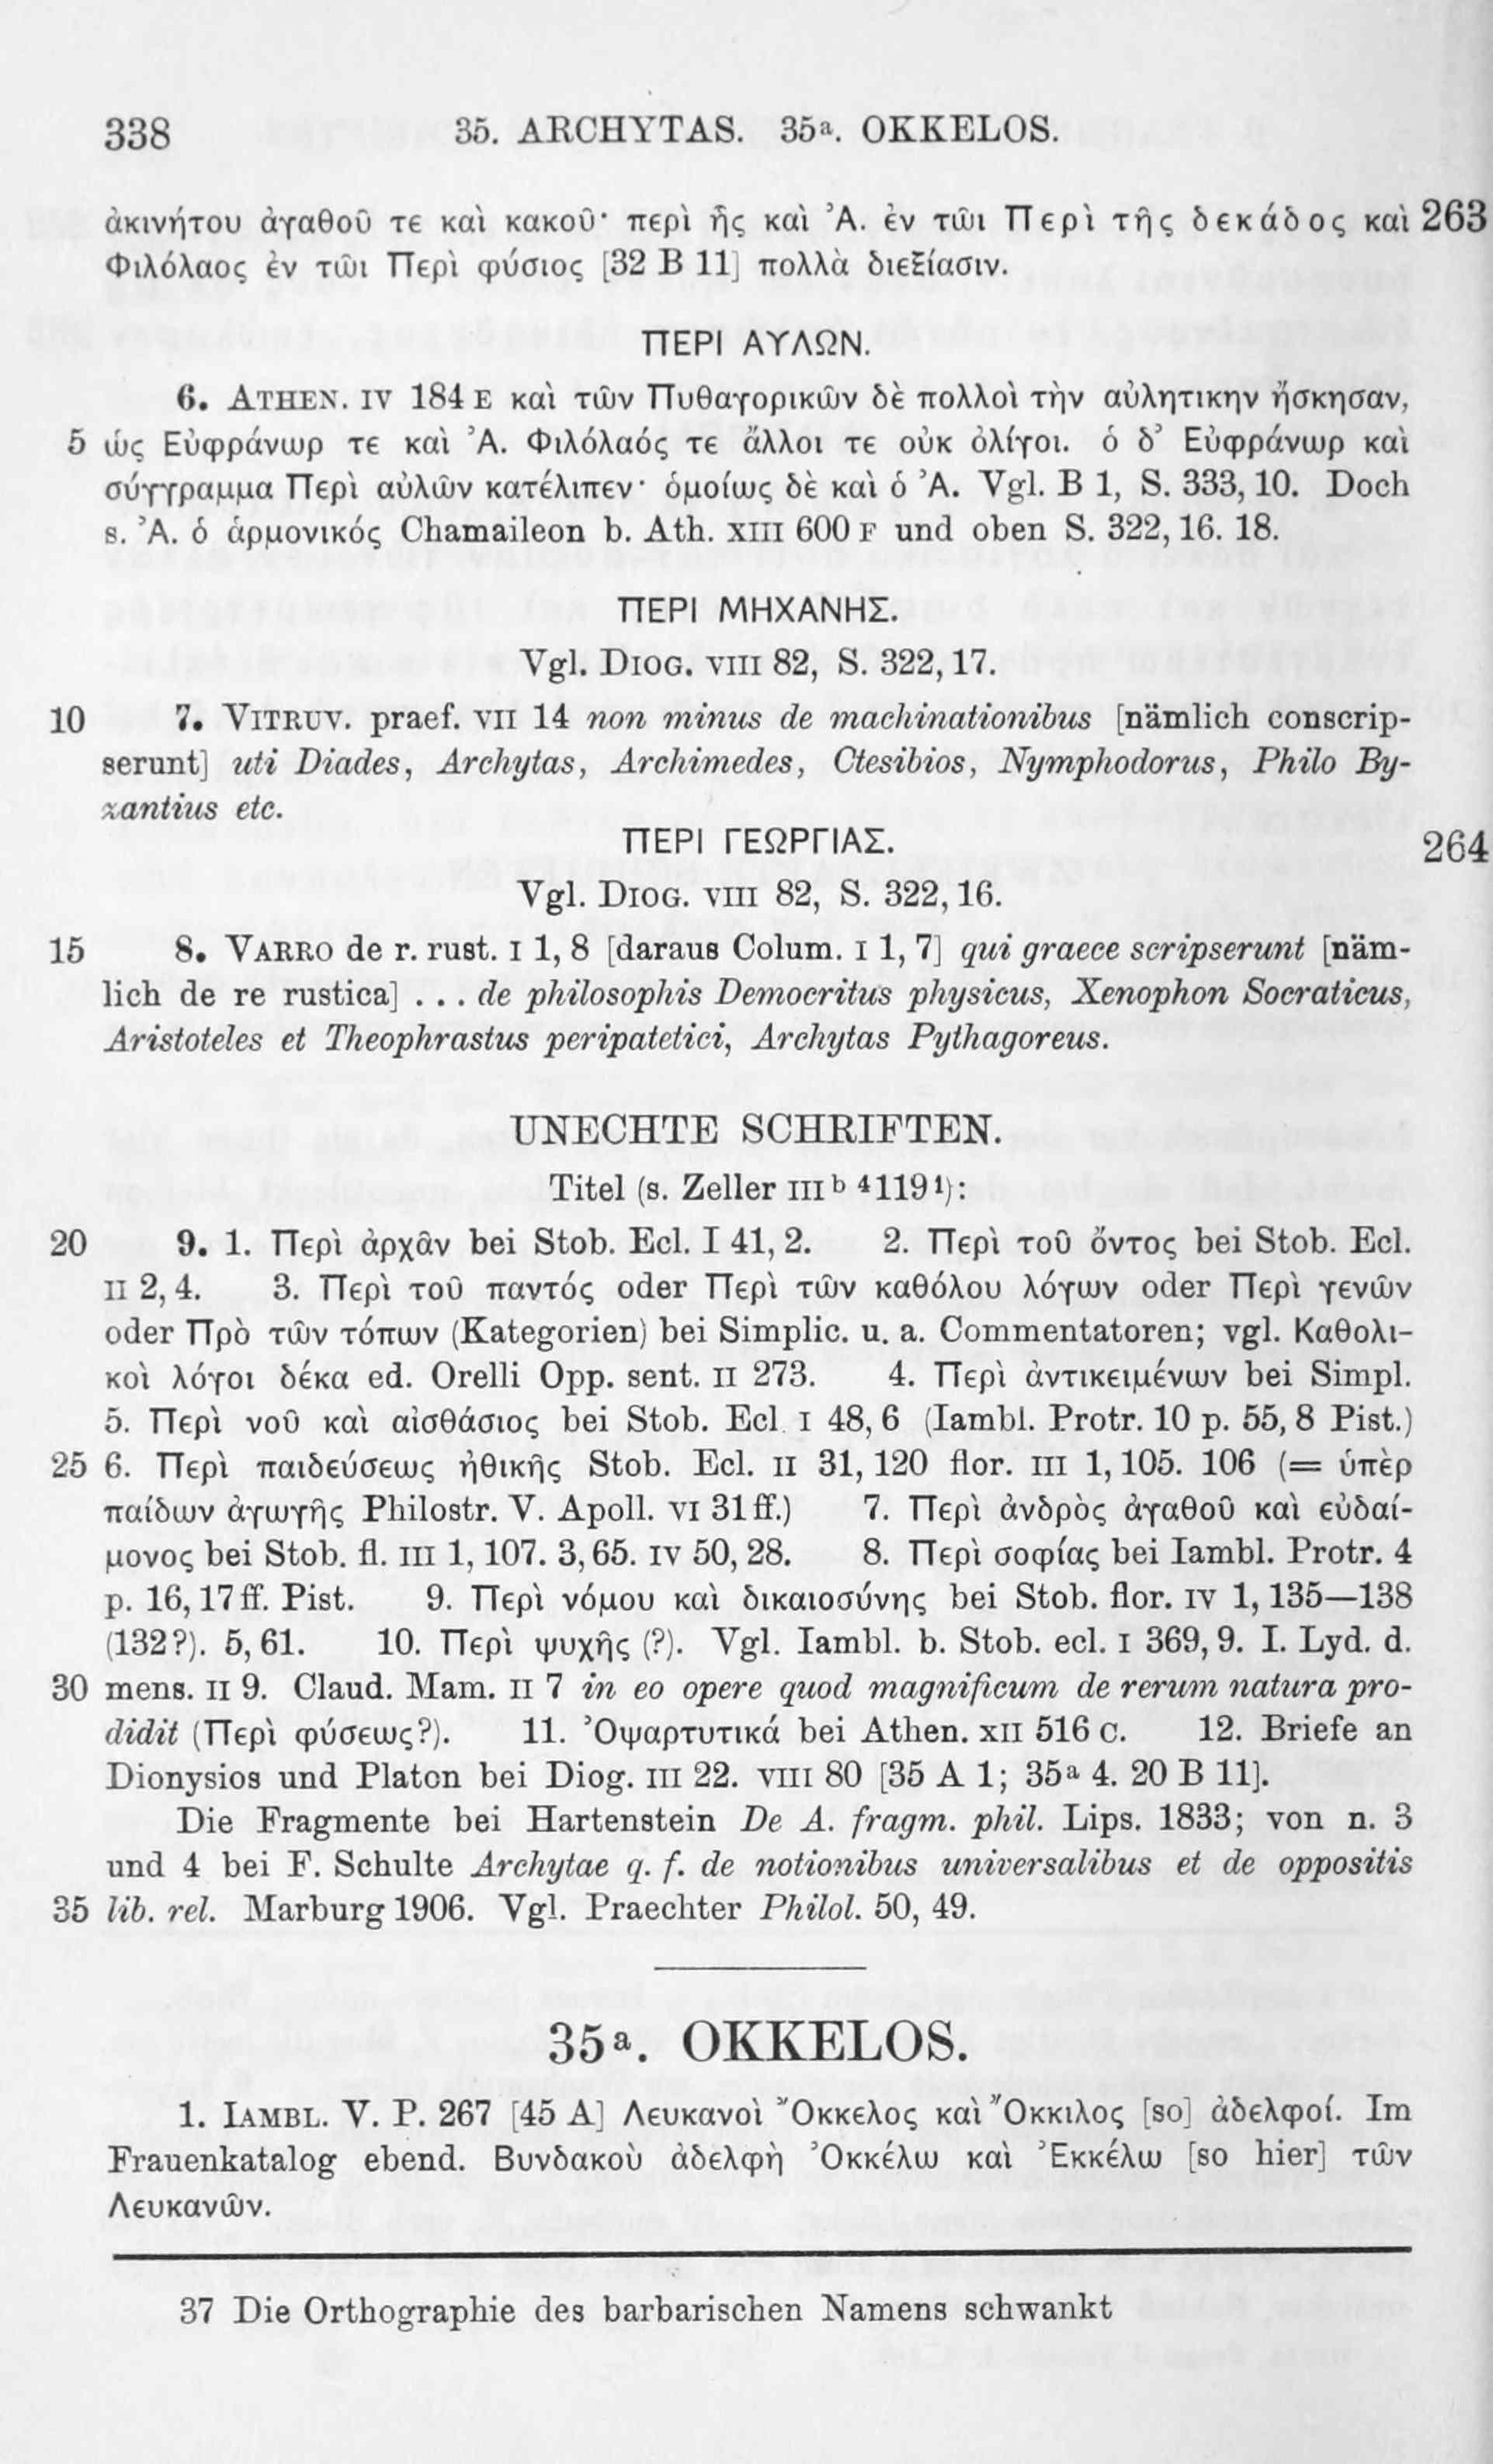 338 35. ARCHYTAS. 35ᵃ. OKKELOS.
ἀκινήτου ἀγαθοῦ τε καὶ κακοῦ· περὶ ἧς καὶ Ἀ. ἐν τῶι Περὶ τῆς δεκάδος καὶ 263
Φιλόλαος ἐν τῶι Περὶ φύσιος [32 B 11] πολλὰ διεξίασιν.
ΠΕΡΙ ΑΥΛΩΝ.
6. ATHEN. IV 184 E καὶ τῶν Πυθαγορικῶν δὲ πολλοὶ τὴν αὐλητικην ἤσκησαν,
5 ὡς Εὐφράνωρ τε καὶ Ἀ. Φιλόλαός τε ἄλλοι τε οὐκ ὀλίγοι. ὁ δ’ Εὐφράνωρ καὶ
σύγγραμμα Περὶ αὐλῶν κατέλιπεν· ὁμοίως δὲ καὶ ὁ Ἀ. Vgl. B 1, S. 333, 10. Doch
s. Ἀ. ὁ ἁρμονικός Chamaileon b. Ath. XIII 600 F und oben S. 322, 16. 18.
ΠΕΡΙ ΜΗΧΑΝΗΣ.
Vgl. DIOG. VIII 82, S. 322, 17.
10 7. VITRUV. praef. VII 14 non minus de machinationibus [nämlich conscrip-
serunt] uti Diades, Archytas, Archimedes, Ctesibios, Nymphodorus, Philo By-
zantius etc.
ΠΕΡΙ ΓΕΩΡΓΙΑΣ. 264
Vgl. DIOG. VIII 82, S. 322, 16.
15 8. VARRO de r. rust. I 1, 8 [daraus Colum. I 1, 7] qui graece scripserunt [näm-
lich de re rustica] . . . de philosophis Democritus physicus, Xenophon Socraticus,
Aristoteles et Theophrastus peripatetici, Archytas Pythagoreus.
UNECHTE SCHRIFTEN.
Titel (s. Zeller III ᵇ ⁴1119¹):
20 9. 1. Περὶ ἀρχᾶν bei Stob. Ecl. I 41, 2. 2. Περὶ τοῦ ὄντος bei Stob. Ecl.
II 2, 4. 3. Περὶ τοῦ παντός oder Περὶ τῶν καθόλου λόγων oder Περὶ γενῶν
oder Πρὸ τῶν τόπων (Kategorien) bei Simplic. u. a. Commentatoren; vgl. Καθολι-
κοὶ λόγοι δέκα ed. Orelli Opp. sent. II 273. 4. Περὶ ἀντικειμένων bei Simpl.
5. Περὶ νοῦ καὶ αἰσθάσιος bei Stob. Ecl. I 48, 6 (Iambl. Protr. 10 p. 55, 8 Pist.)
25 6. Περὶ παιδεύσεως ἠθικῆς Stob. Ecl. II 31, 120 flor. III 1, 105. 106 (= ὑπὲρ
παίδων ἀγωγῆς Philostr. V. Apoll. VI 31 ff.) 7. Περὶ ἀνδρὸς ἀγαθοῦ καὶ εὐδαί-
μονος bei Stob. fl. III 1, 107. 3, 65. IV 50, 28. 8. Περὶ σοφίας bei Iambl. Protr. 4
p. 16, 17 ff. Pist. 9. Περὶ νόμου καὶ δικαιοσύνης bei Stob. flor. IV 1, 135—138
(132?). 5, 61. 10. Περὶ ψυχῆς (?). Vgl. Iambl. b. Stob. ecl. I 369, 9. I. Lyd. d.
30 mens. II 9. Claud. Mam. II 7 in eo opere quod magnificum de rerum natura pro-
didit (Περὶ φύσεως?). 11. Ὀψαρτυτικά bei Athen. XII 516 C. 12. Briefe an
Dionysios und Platon bei Diog. III 22. VIII 80 [35 A 1; 35ᵃ 4. 20 B 11].
Die Fragmente bei Hartenstein De A. fragm. phil. Lips. 1833; von n. 3
und 4 bei F. Schulte Archytae q. f. de notionibus universalibus et de oppositis
35 lib. rel. Marburg 1906. Vgl. Praechter Philol. 50, 49.
35ᵃ. OKKELOS.
1. IAMBL. V. P. 267 [45 A] Λευκανοὶ Ὄκκελος καὶ Ὄκκιλος [so] ἀδελφοί. Im
Frauenkatalog ebend. Βυνδακοὺ ἀδελφὴ Ὀκκέλω καὶ Ἐκκέλω [so hier] τῶν
Λευκανῶν.
37 Die Orthographie des barbarischen Namens schwankt